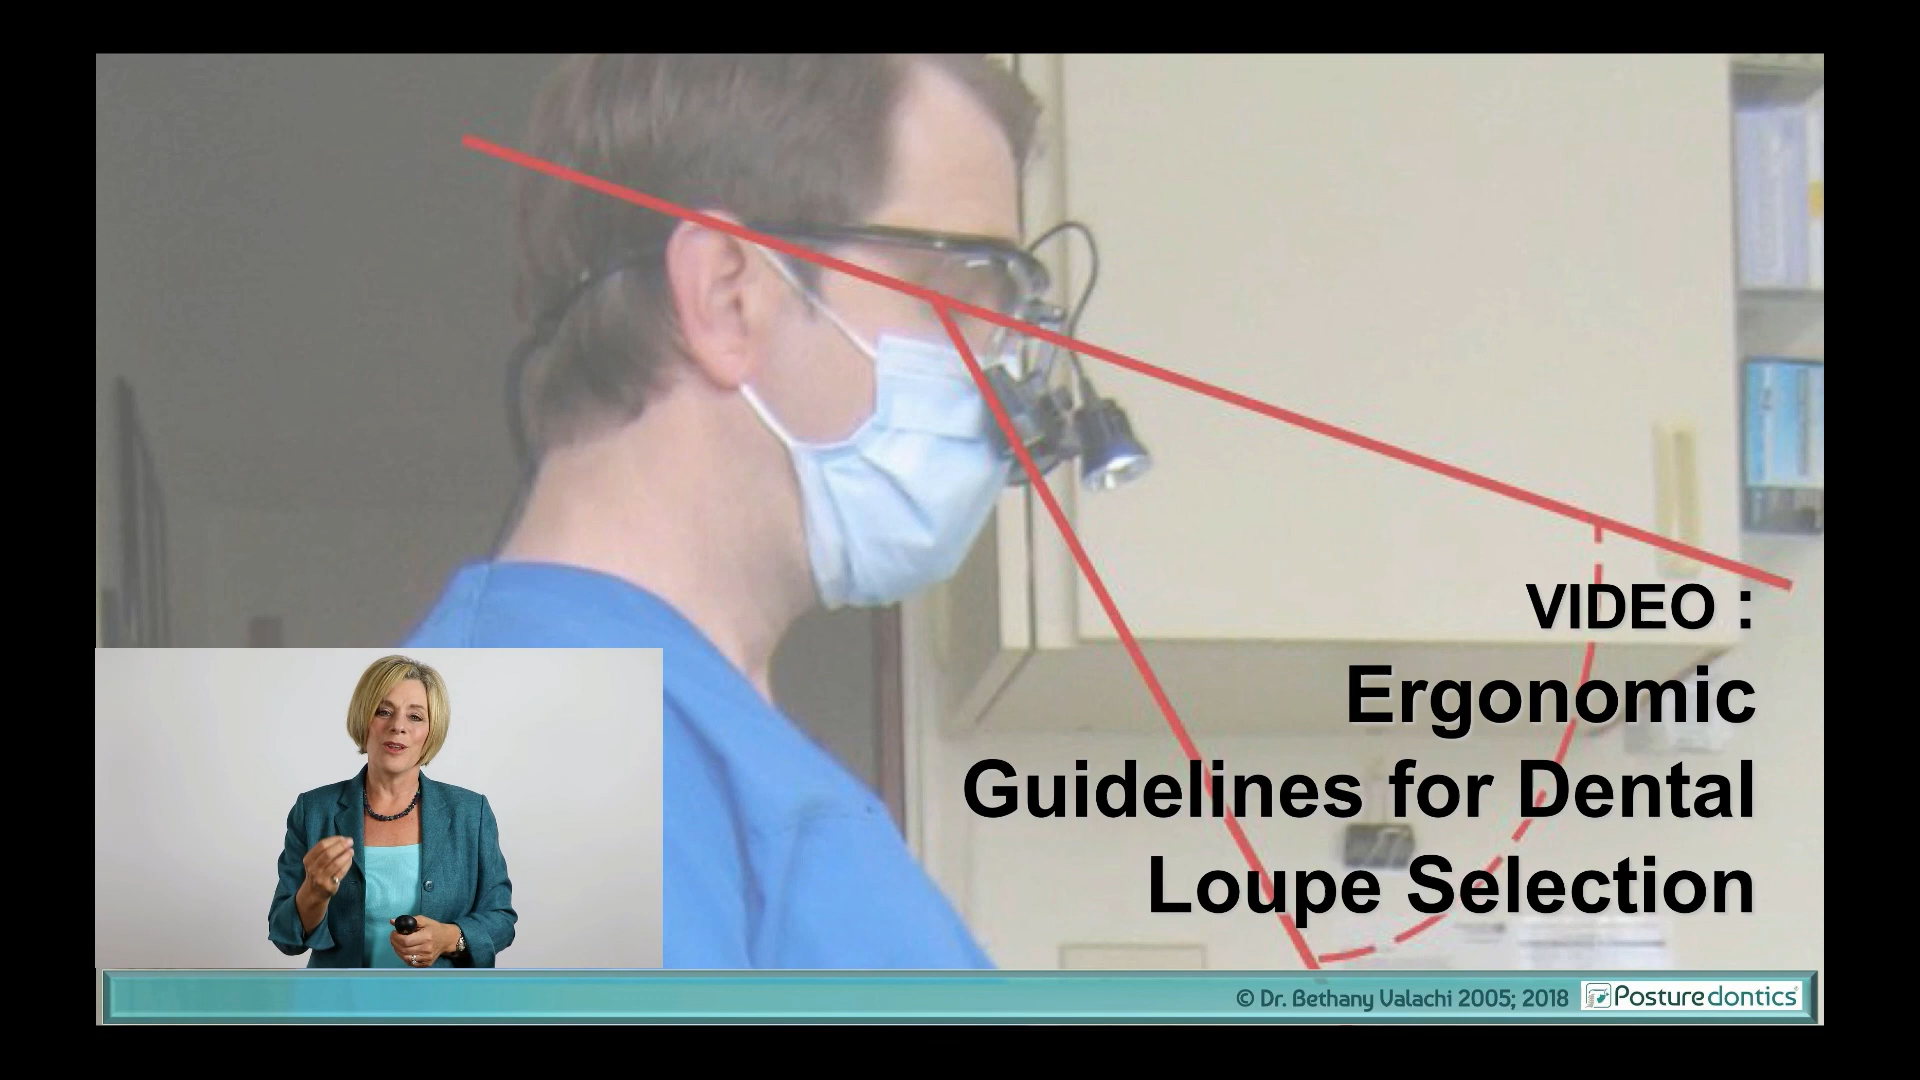 VIDEO :
Ergonomic
Guidelines for Dental
Loupe Selection
© Dr. Bethany Valachi 2005; 2018 Posturedontics